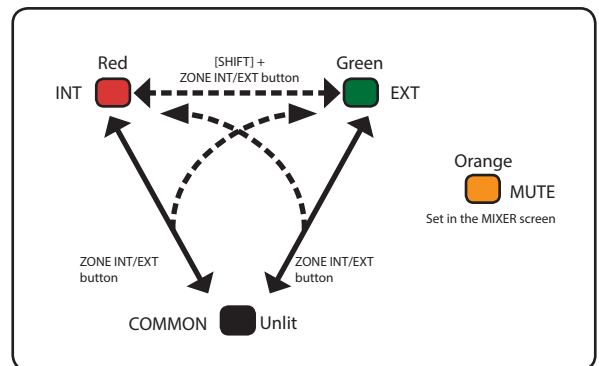 Red
[SHIFT] +
ZONE INT/EXT button
Green
INT
EXT
Orange
MUTE
Set in the MIXER screen
ZONE INT/EXT
button
ZONE INT/EXT
button
COMMON
Unlit